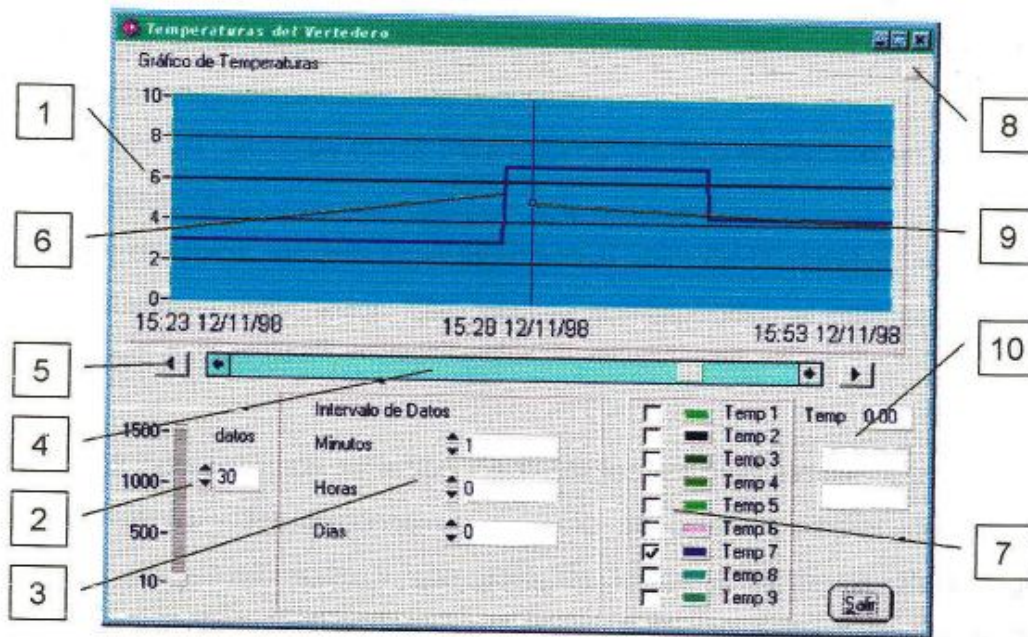 Temperaturas del Vertedero
Gráfico de Temperaturas
10
8
6
4
2
0
15:23 12/11/98 15:28 12/11/98 15:53 12/11/98
1
6
5
4
2
3
8
9
10
7
1500
1000
500
10
datos
30
Intervalo de Datos
Minutos 1
Horas 0
Dias 0
Temp 1
Temp 2
Temp 3
Temp 4
Temp 5
Temp 6
Temp 7
Temp 8
Temp 9
Temp 0.00
Salir